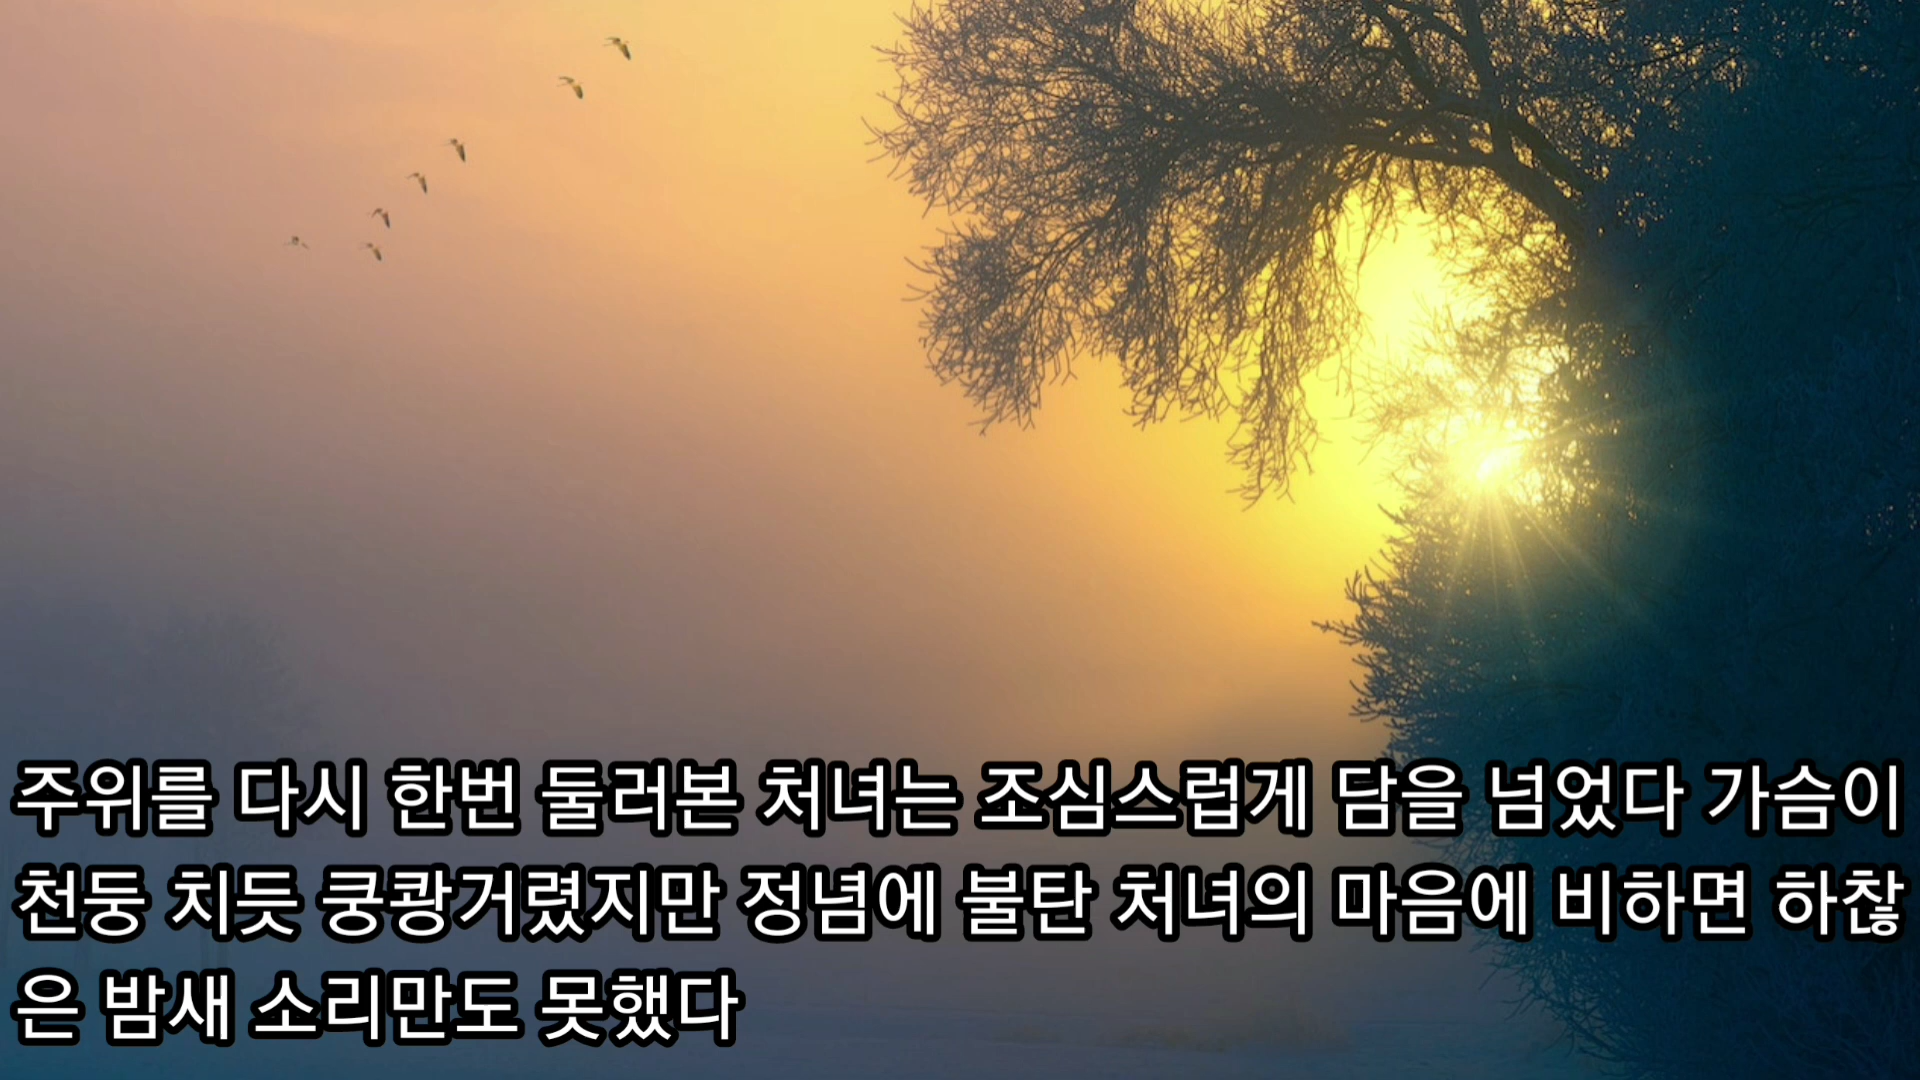 주위를 다시 한번 둘러본 처녀는 조심스럽게 담을 넘었다 가슴이
천둥 치듯 쿵쾅거렸지만 정념에 불탄 처녀의 마음에 비하면 하찮
은 밤새 소리만도 못했다